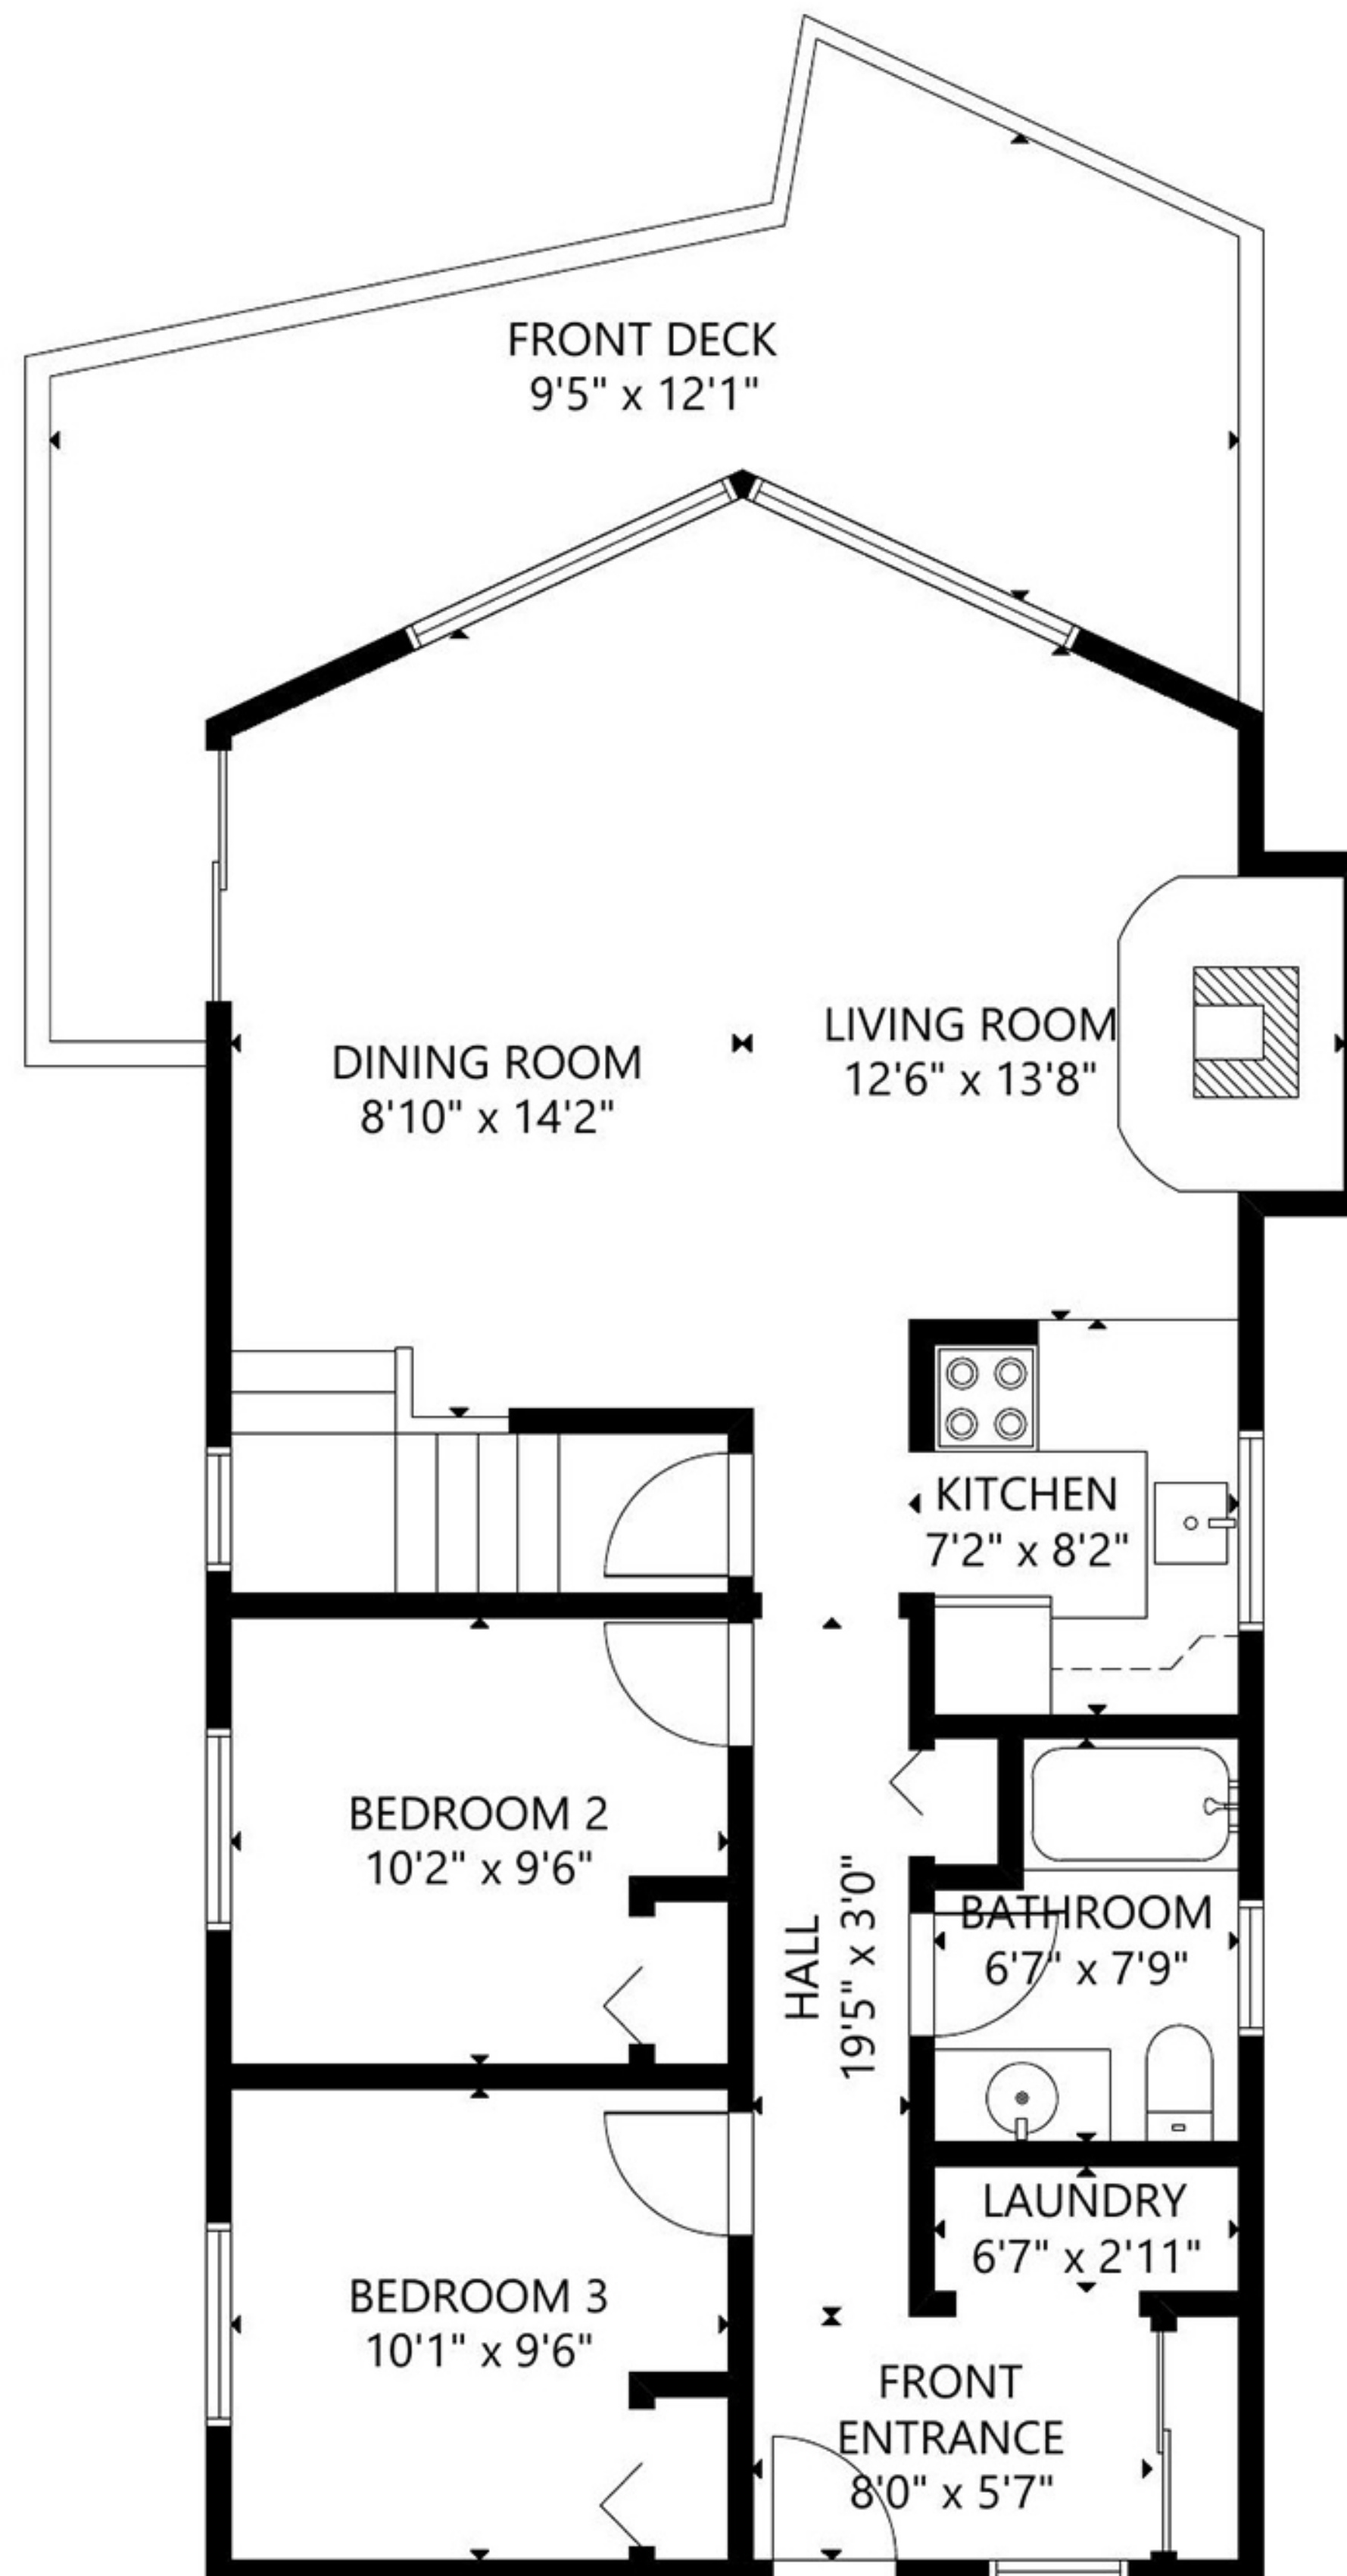 FRONT DECK
9'5" x 12'1"
LIVING ROOM
12'6" x 13'8"
DINING ROOM
8'10" x 14'2"
KITCHEN
7'2" x 8'2"
BEDROOM 2
10'2" x 9'6"
HALL
19'5" x 3'0"
BATHROOM
6'7" x 7'9"
LAUNDRY
6'7" x 2'11"
BEDROOM 3
10'1" x 9'6"
FRONT
ENTRANCE
8'0" x 5'7"